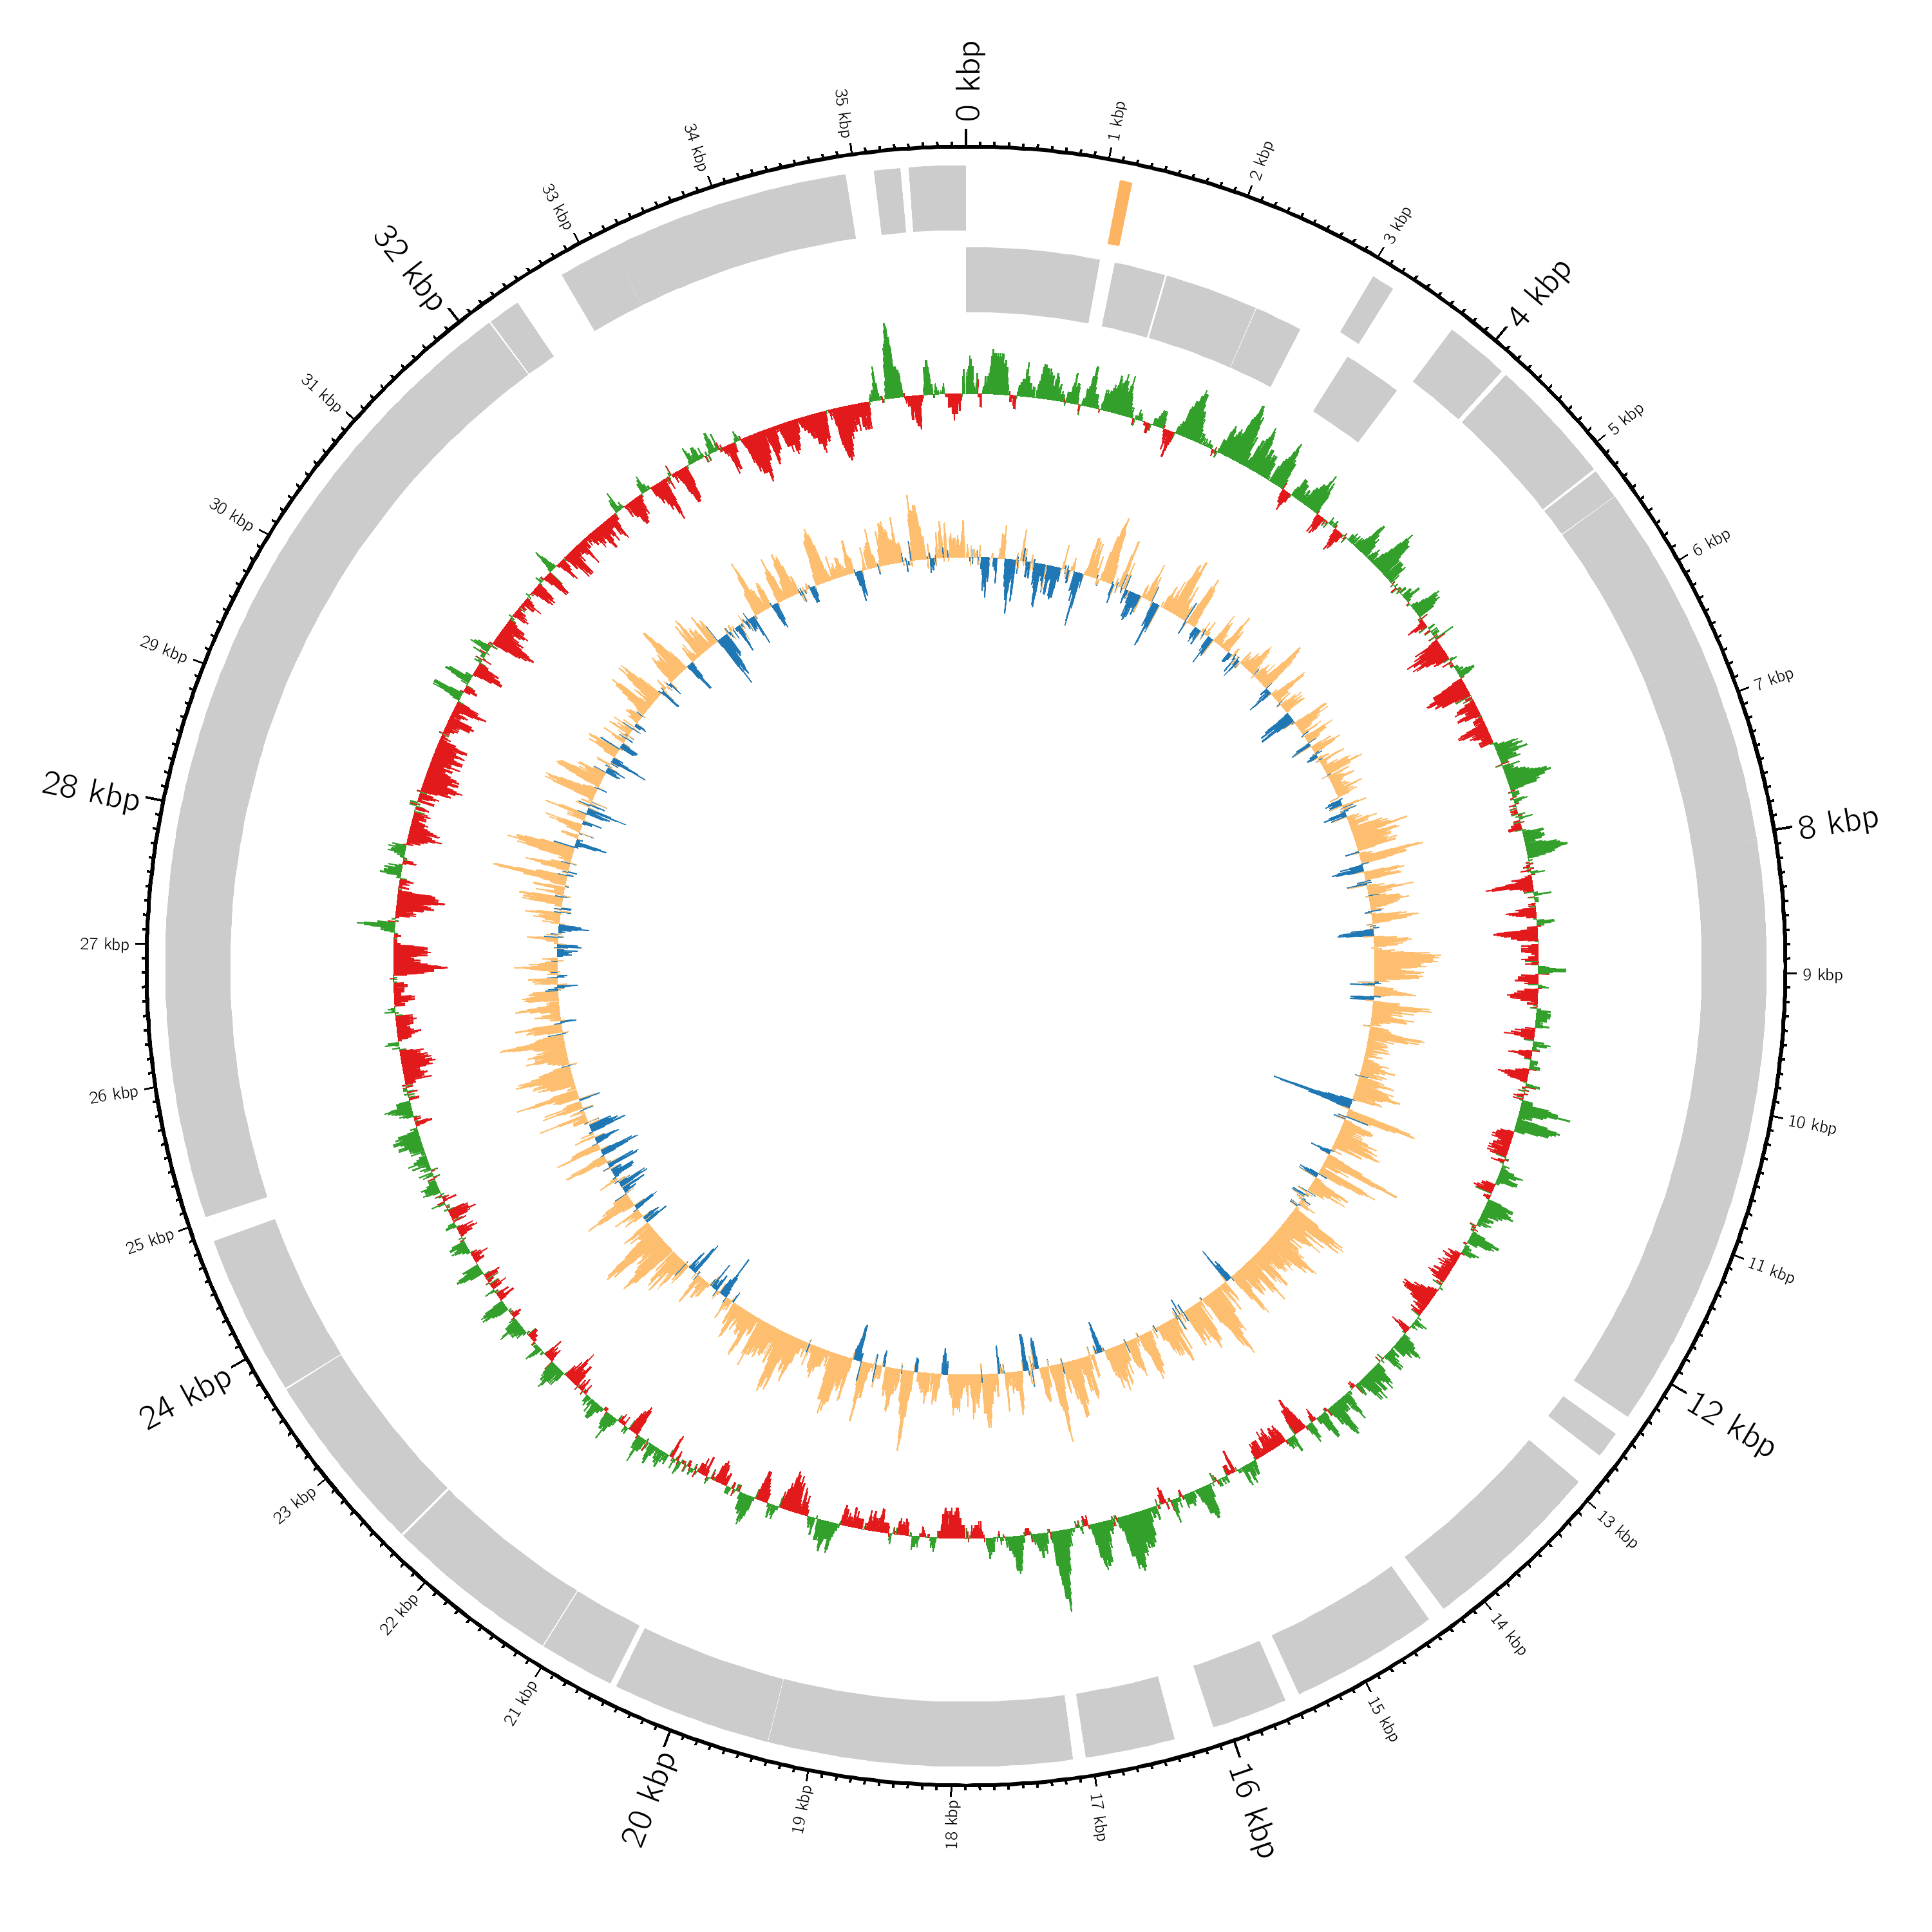 0 kbp
1 kbp
2 kbp
3 kbp
4 kbp
5 kbp
6 kbp
7 kbp
8 kbp
9 kbp
10 kbp
11 kbp
12 kbp
13 kbp
14 kbp
15 kbp
16 kbp
17 kbp
18 kbp
19 kbp
20 kbp
21 kbp
22 kbp
23 kbp
24 kbp
25 kbp
26 kbp
27 kbp
28 kbp
29 kbp
30 kbp
31 kbp
32 kbp
33 kbp
34 kbp
35 kbp